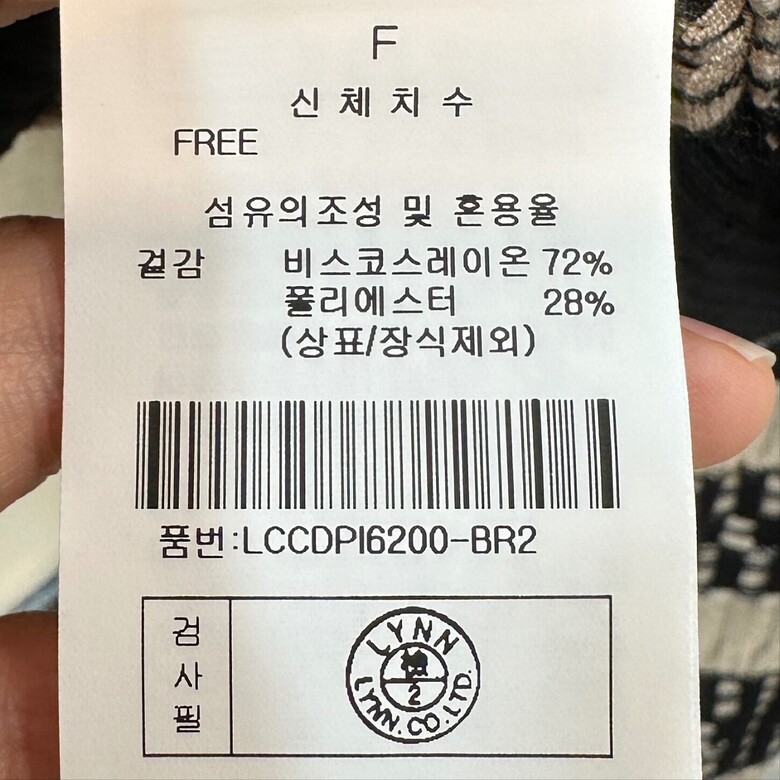 F
신체치수
FREE
섬유의조성 및 혼용율
겉감 비스코스레이온 72%
폴리에스터 28%
(상표/장식제외)
품번:LCCDPI6200-BR2
검사필
LYNN
2
LYNN.CO.LTD.